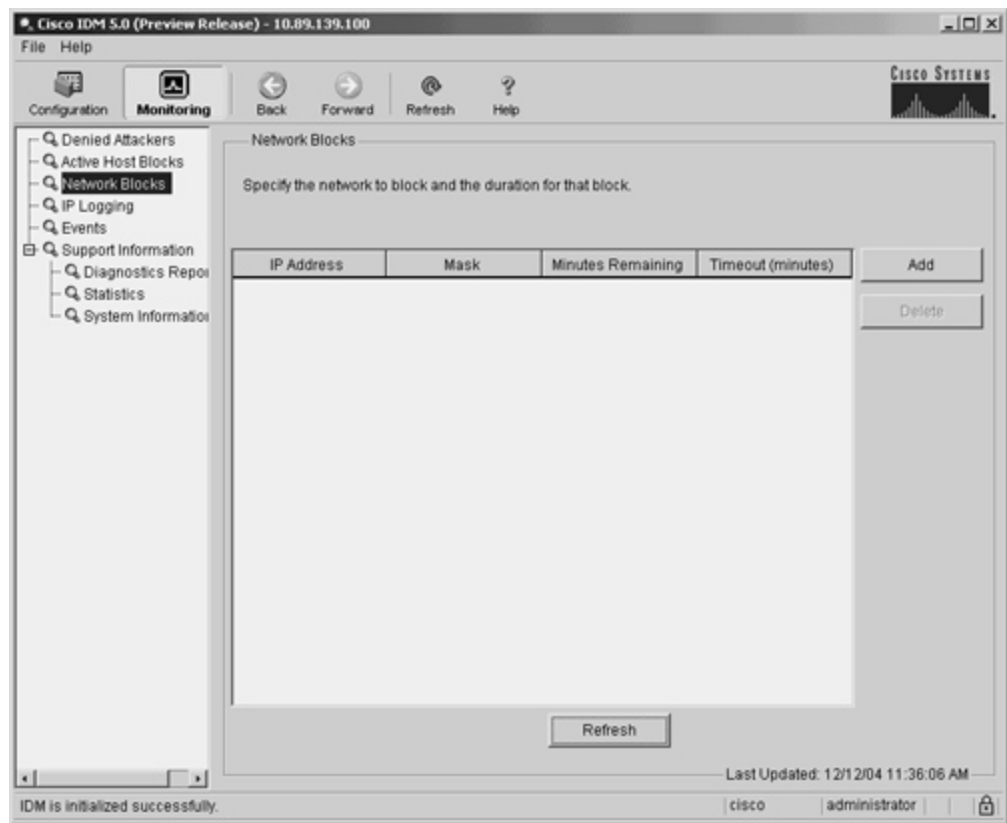 Cisco IDM 5.0 (Preview Release) - 10.89.139.100
File Help
Configuration Monitoring Back Forward Refresh Help
CISCO SYSTEMS
Denied Attackers
Active Host Blocks
Network Blocks
IP Logging
Events
Support Information
Diagnostics Repor
Statistics
System Information
Network Blocks
Specify the network to block and the duration for that block.
IP Address Mask Minutes Remaining Timeout (minutes)
Add
Delete
Refresh
Last Updated: 12/12/04 11:36:06 AM
IDM is initialized successfully. cisco administrator